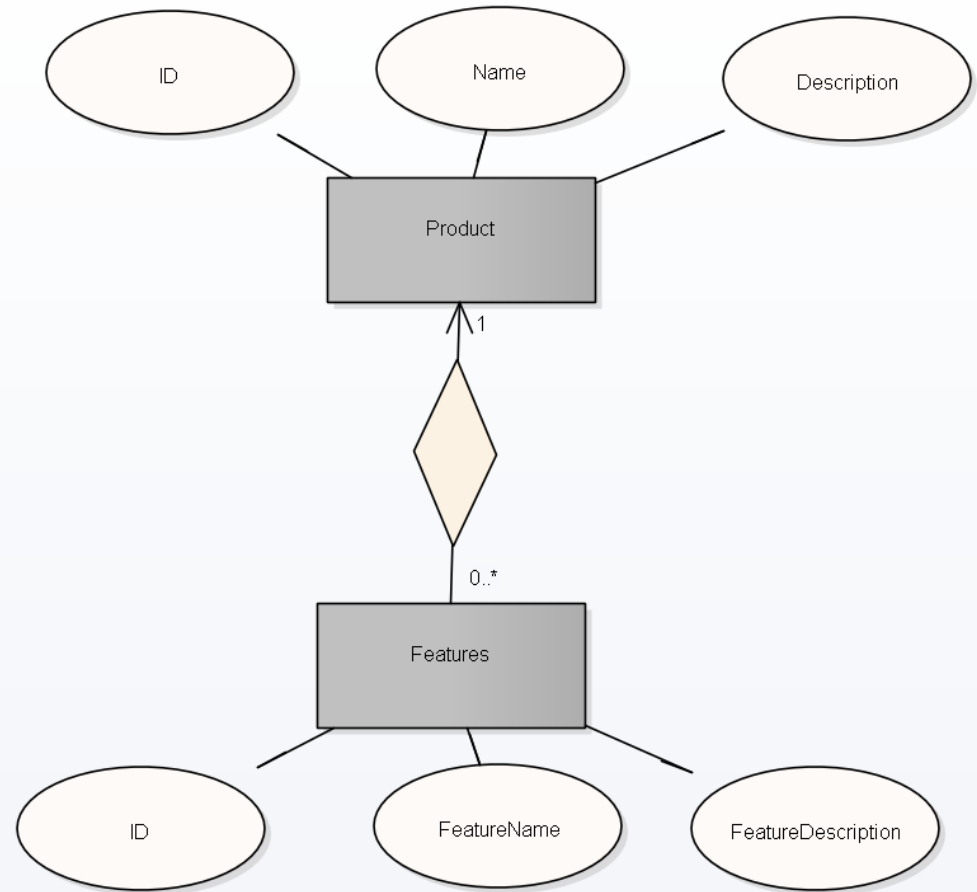 ID
Name
Description
Product
1
0..*
Features
ID
FeatureName
FeatureDescription